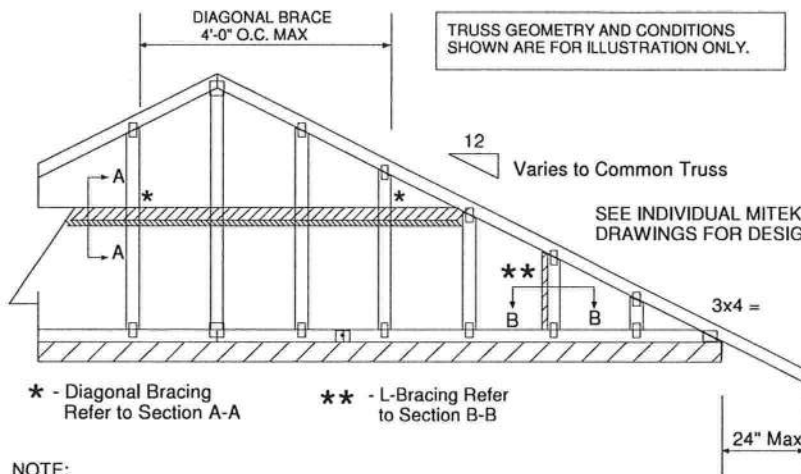 DIAGONAL BRACE
4'-0" O.C. MAX
TRUSS GEOMETRY AND CONDITIONS
SHOWN ARE FOR ILLUSTRATION ONLY.
12
Varies to Common Truss
A
*
*
A
SEE INDIVIDUAL MITEK
DRAWINGS FOR DESIG
**
B
B
3x4 =
* - Diagonal Bracing
Refer to Section A-A
** - L-Bracing Refer
to Section B-B
24" Max
NOTE: